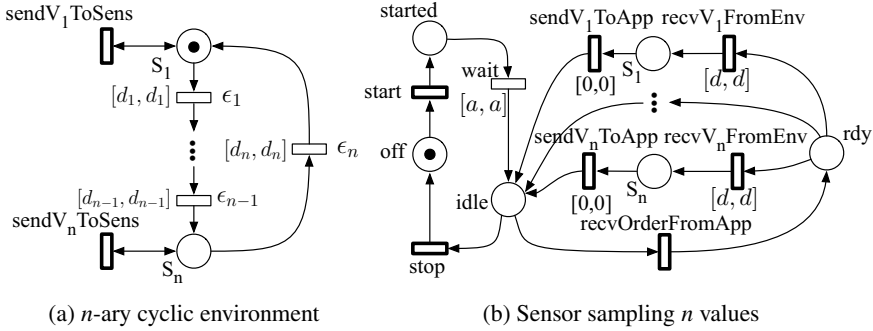 sendV₁ToSens
S₁
[d₁, d₁] ϵ₁
[dₙ, dₙ] ϵₙ
[dₙ₋₁, dₙ₋₁] ϵₙ₋₁
sendVₙToSens
Sₙ
(a) n-ary cyclic environment
started
sendV₁ToApp recvV₁FromEnv
wait
S₁
[0,0] [d, d]
start
[a, a]
off
sendVₙToApp recvVₙFromEnv
rdy
idle
Sₙ
[0,0] [d, d]
recvOrderFromApp
stop
(b) Sensor sampling n values